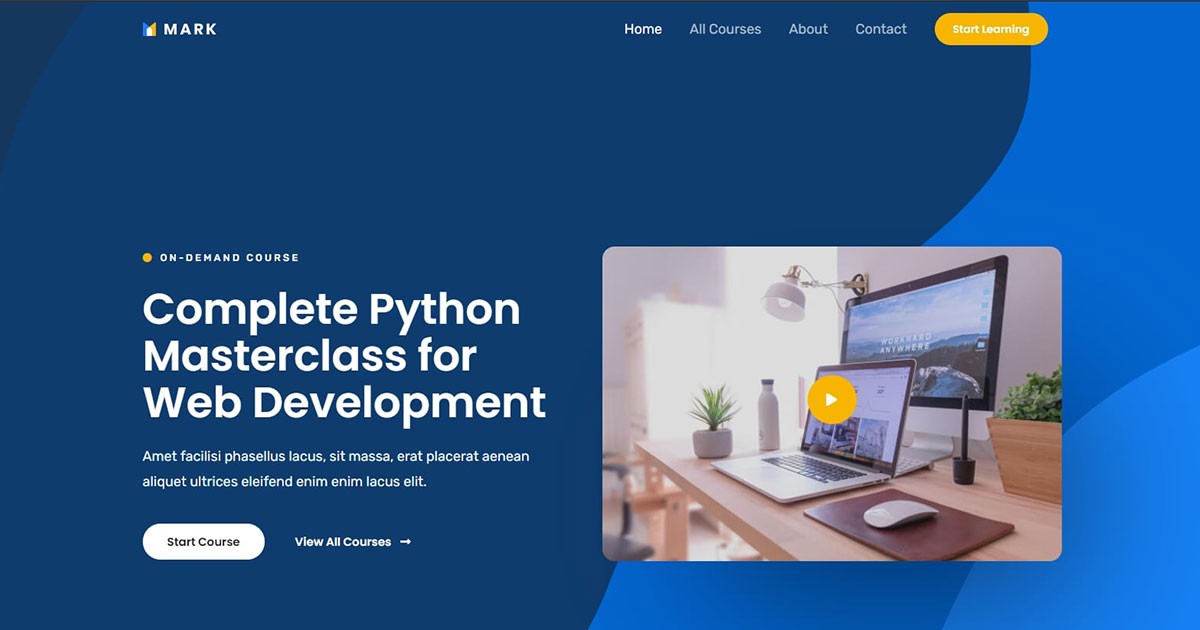 MARK
Home
All Courses
About
Contact
Start Learning
ON-DEMAND COURSE
Complete Python
Masterclass for
Web Development
Amet facilisi phasellus lacus, sit massa, erat placerat aenean
aliquet ultrices eleifend enim enim lacus elit.
Start Course
View All Courses →
WORKHARD
ANYWHERE